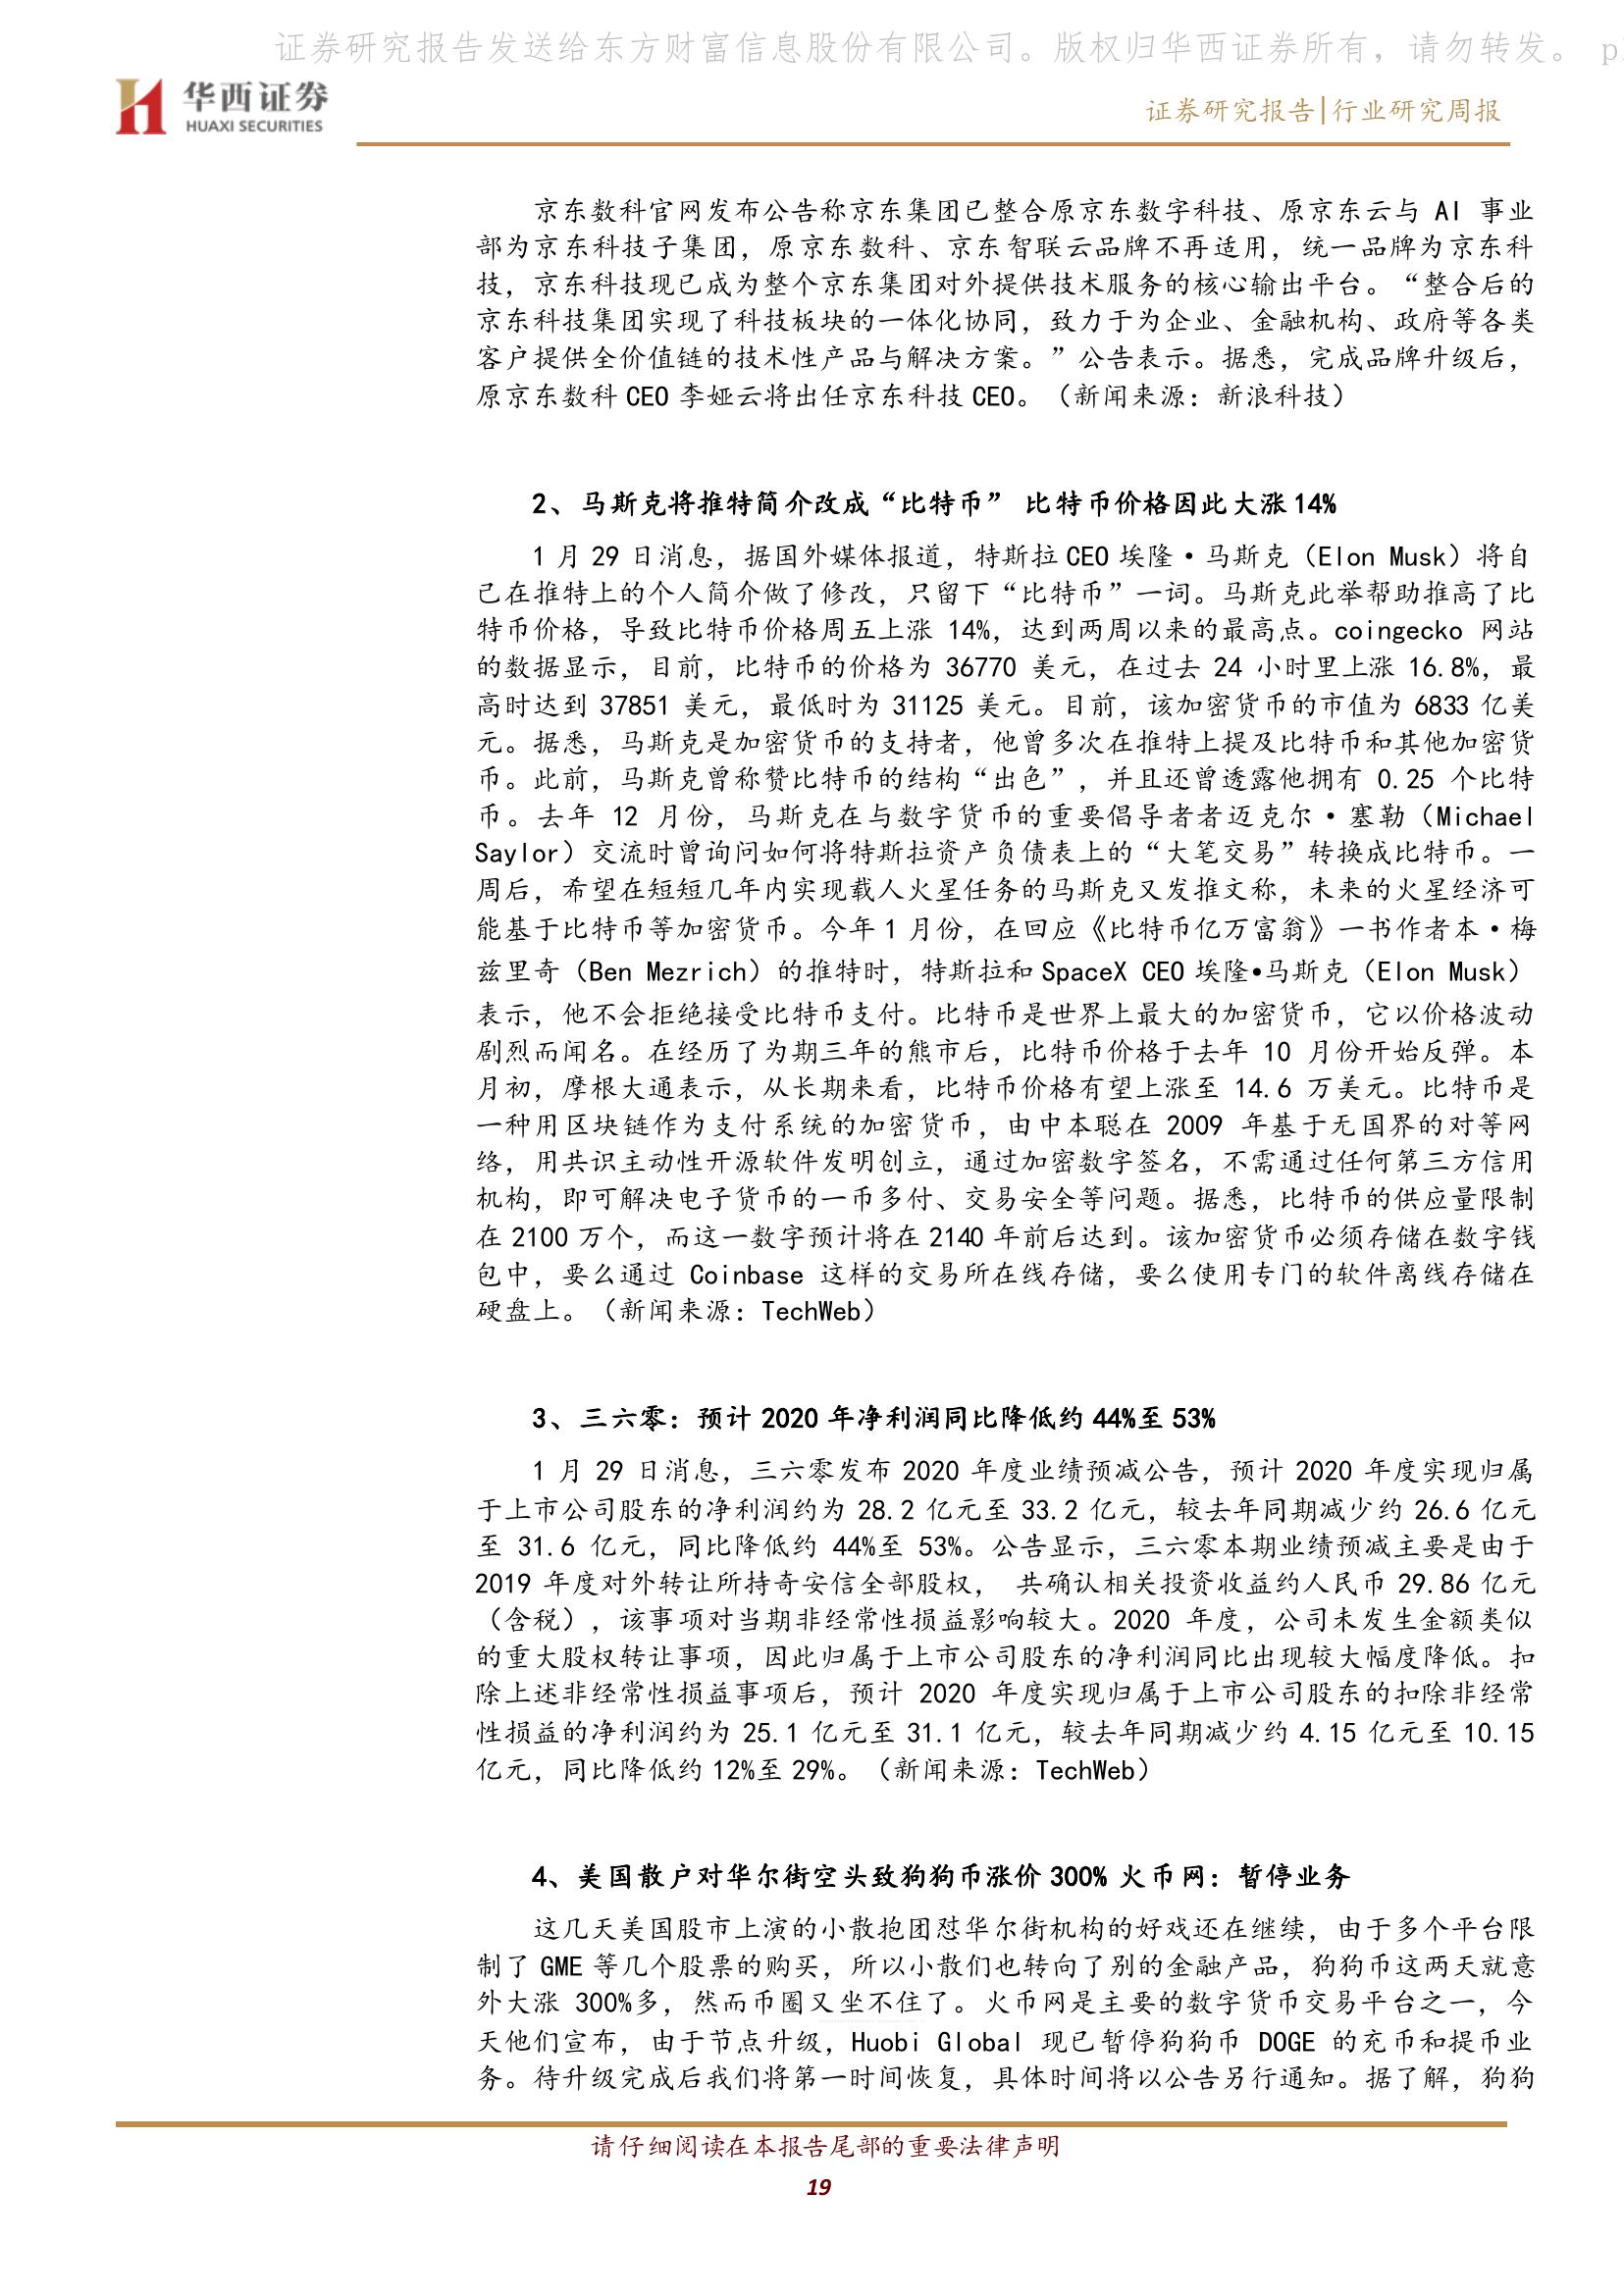 证券研究报告发送给东方财富信息股份有限公司。版权归华西证券所有，请勿转发。 p
华西证券
HUAXI SECURITIES
证券研究报告|行业研究周报
京东数科官网发布公告称京东集团已整合原京东数字科技、原京东云与 AI 事业
部为京东科技子集团，原京东数科、京东智联云品牌不再适用，统一品牌为京东科
技，京东科技现已成为整个京东集团对外提供技术服务的核心输出平台。“整合后的
京东科技集团实现了科技板块的一体化协同，致力于为企业、金融机构、政府等各类
客户提供全价值链的技术性产品与解决方案。”公告表示。据悉，完成品牌升级后，
原京东数科 CEO 李娅云将出任京东科技 CEO。（新闻来源：新浪科技）
2、马斯克将推特简介改成“比特币” 比特币价格因此大涨 14%
1 月 29 日消息，据国外媒体报道，特斯拉 CEO 埃隆·马斯克（Elon Musk）将自
己在推特上的个人简介做了修改，只留下“比特币”一词。马斯克此举帮助推高了比
特币价格，导致比特币价格周五上涨 14%，达到两周以来的最高点。coingecko 网站
的数据显示，目前，比特币的价格为 36770 美元，在过去 24 小时里上涨 16.8%，最
高时达到 37851 美元，最低时为 31125 美元。目前，该加密货币的市值为 6833 亿美
元。据悉，马斯克是加密货币的支持者，他曾多次在推特上提及比特币和其他加密货
币。此前，马斯克曾称赞比特币的结构“出色”，并且还曾透露他拥有 0.25 个比特
币。去年 12 月份，马斯克在与数字货币的重要倡导者者迈克尔·塞勒（Michael
Saylor）交流时曾询问如何将特斯拉资产负债表上的“大笔交易”转换成比特币。一
周后，希望在短短几年内实现载人火星任务的马斯克又发推文称，未来的火星经济可
能基于比特币等加密货币。今年 1 月份，在回应《比特币亿万富翁》一书作者本·梅
兹里奇（Ben Mezrich）的推特时，特斯拉和 SpaceX CEO 埃隆•马斯克（Elon Musk）
表示，他不会拒绝接受比特币支付。比特币是世界上最大的加密货币，它以价格波动
剧烈而闻名。在经历了为期三年的熊市后，比特币价格于去年 10 月份开始反弹。本
月初，摩根大通表示，从长期来看，比特币价格有望上涨至 14.6 万美元。比特币是
一种用区块链作为支付系统的加密货币，由中本聪在 2009 年基于无国界的对等网
络，用共识主动性开源软件发明创立，通过加密数字签名，不需通过任何第三方信用
机构，即可解决电子货币的一币多付、交易安全等问题。据悉，比特币的供应量限制
在 2100 万个，而这一数字预计将在 2140 年前后达到。该加密货币必须存储在数字钱
包中，要么通过 Coinbase 这样的交易所在线存储，要么使用专门的软件离线存储在
硬盘上。（新闻来源：TechWeb）
3、三六零：预计 2020 年净利润同比降低约 44%至 53%
1 月 29 日消息，三六零发布 2020 年度业绩预减公告，预计 2020 年度实现归属
于上市公司股东的净利润约为 28.2 亿元至 33.2 亿元，较去年同期减少约 26.6 亿元
至 31.6 亿元，同比降低约 44%至 53%。公告显示，三六零本期业绩预减主要是由于
2019 年度对外转让所持奇安信全部股权， 共确认相关投资收益约人民币 29.86 亿元
（含税），该事项对当期非经常性损益影响较大。2020 年度，公司未发生金额类似
的重大股权转让事项，因此归属于上市公司股东的净利润同比出现较大幅度降低。扣
除上述非经常性损益事项后，预计 2020 年度实现归属于上市公司股东的扣除非经常
性损益的净利润约为 25.1 亿元至 31.1 亿元，较去年同期减少约 4.15 亿元至 10.15
亿元，同比降低约 12%至 29%。（新闻来源：TechWeb）
4、美国散户对华尔街空头致狗狗币涨价 300% 火币网：暂停业务
这几天美国股市上演的小散抱团怼华尔街机构的好戏还在继续，由于多个平台限
制了 GME 等几个股票的购买，所以小散们也转向了别的金融产品，狗狗币这两天就意
外大涨 300%多，然而币圈又坐不住了。火币网是主要的数字货币交易平台之一，今
天他们宣布，由于节点升级，Huobi Global 现已暂停狗狗币 DOGE 的充币和提币业
务。待升级完成后我们将第一时间恢复，具体时间将以公告另行通知。据了解，狗狗
请仔细阅读在本报告尾部的重要法律声明
19